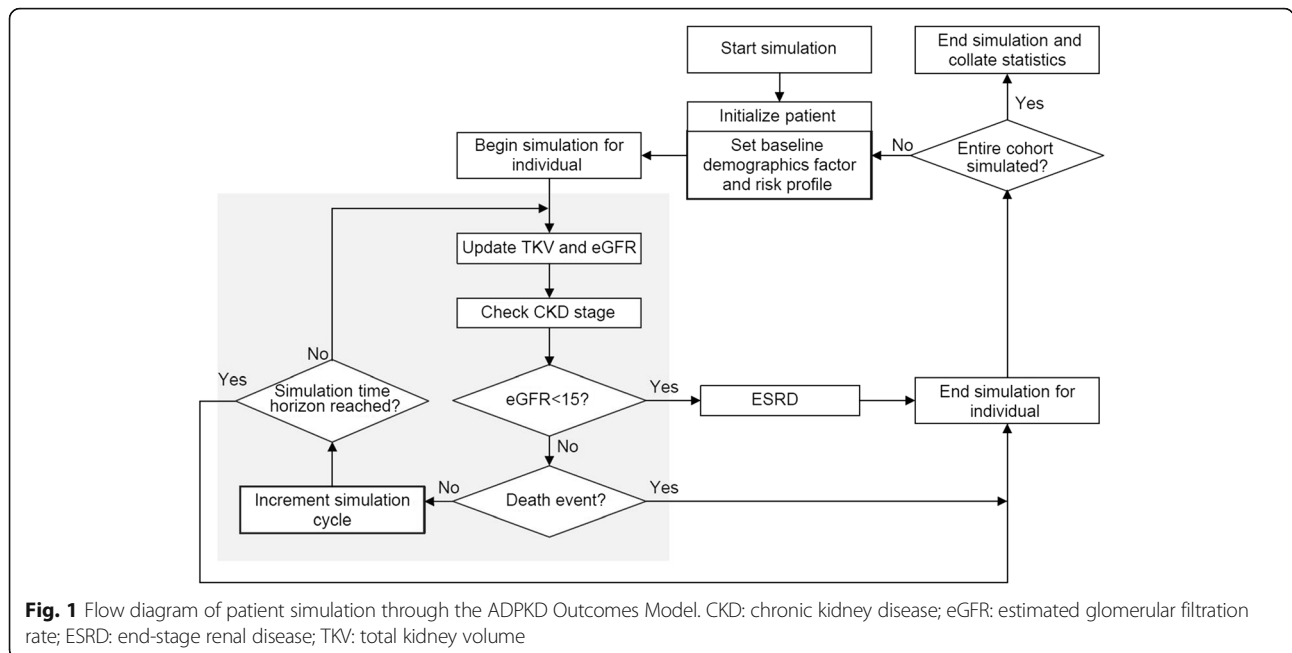 Start simulation
End simulation and
collate statistics
Yes
Initialize patient
Set baseline
demographics factor
and risk profile
No
Entire cohort
simulated?
Begin simulation for
individual
Update TKV and eGFR
Check CKD stage
No
Yes
Simulation time
horizon reached?
eGFR<15?
Yes
ESRD
End simulation for
individual
No
Increment simulation
cycle
No
Death event?
Yes
Fig. 1 Flow diagram of patient simulation through the ADPKD Outcomes Model. CKD: chronic kidney disease; eGFR: estimated glomerular filtration
rate; ESRD: end-stage renal disease; TKV: total kidney volume